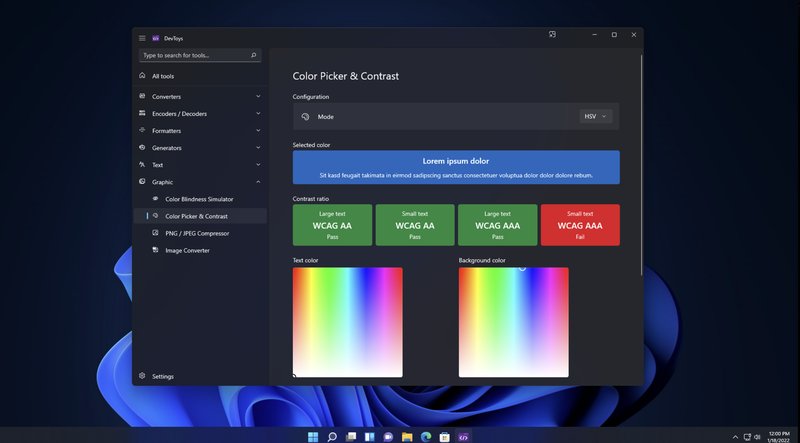 DevToys
Type to search for tools...
All tools
Converters
Encoders / Decoders
Formatters
Generators
Text
Graphic
Color Blindness Simulator
Color Picker & Contrast
PNG / JPEG Compressor
Image Converter
Settings
Color Picker & Contrast
Configuration
Mode
HSV
Selected color
Lorem ipsum dolor
Sit kasd feugait takimata in eirmod sadipscing sanctus consectetuer voluptua dolor dolor dolore rebum.
Contrast ratio
Large text
WCAG AA
Pass
Small text
WCAG AA
Pass
Large text
WCAG AAA
Pass
Small text
WCAG AAA
Fail
Text color
Background color
12:00 PM
1/18/2022